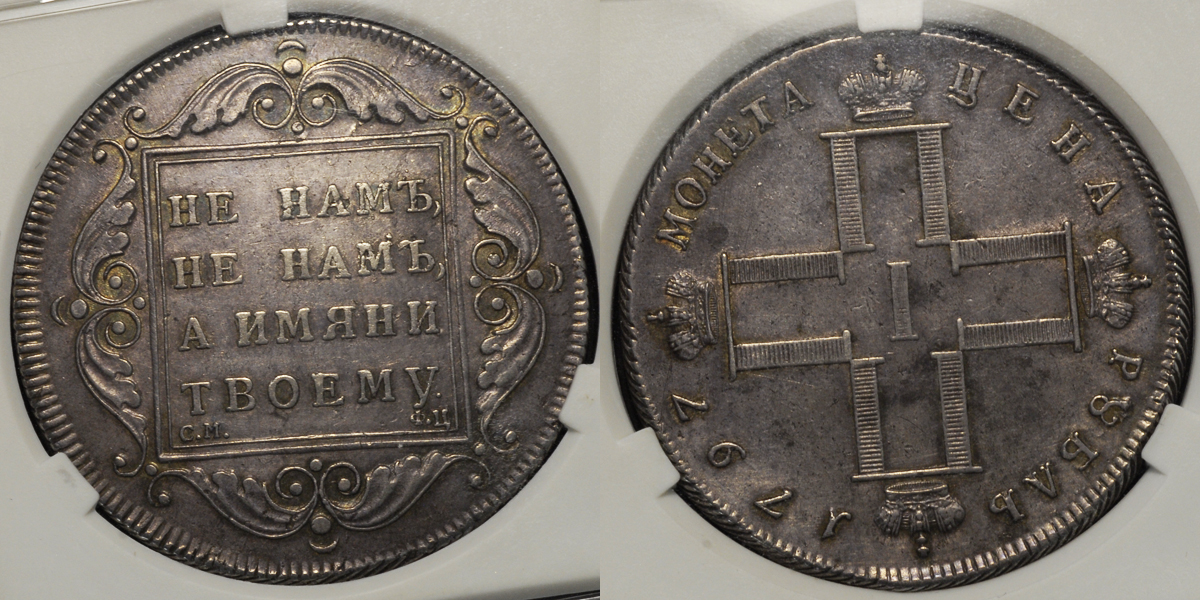 НЕ НАМЪ,
НЕ НАМЪ,
А ИМЯНИ
ТВОЕМУ.
С.М. Ф.Ц
МОНЕТА ЦЕНА РУБЛЬ 1797
I